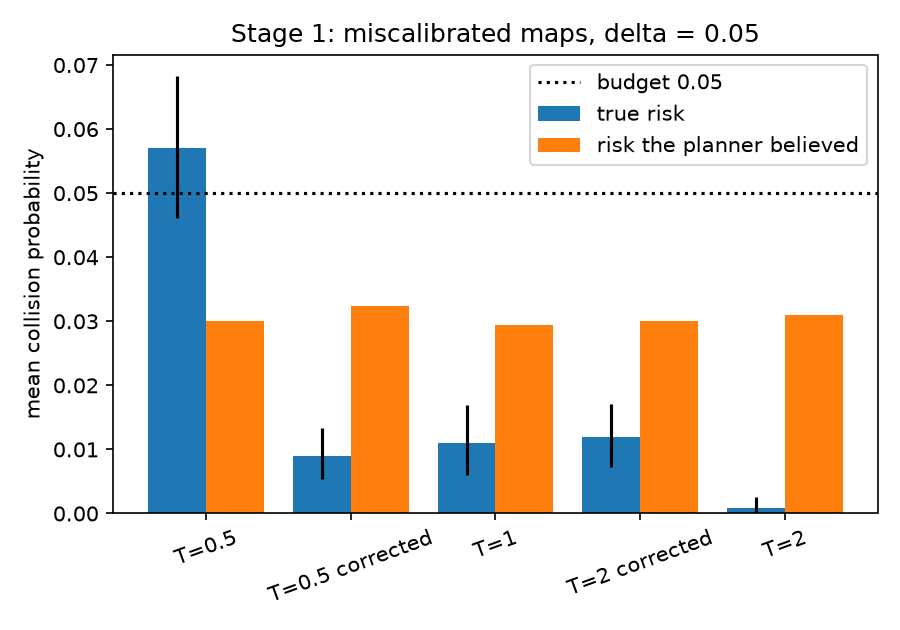 Stage 1: miscalibrated maps, delta = 0.05
mean collision probability
0.07
0.06
0.05
0.04
0.03
0.02
0.01
0.00
budget 0.05
true risk
risk the planner believed
T=0.5
T=0.5 corrected
T=1
T=2 corrected
T=2